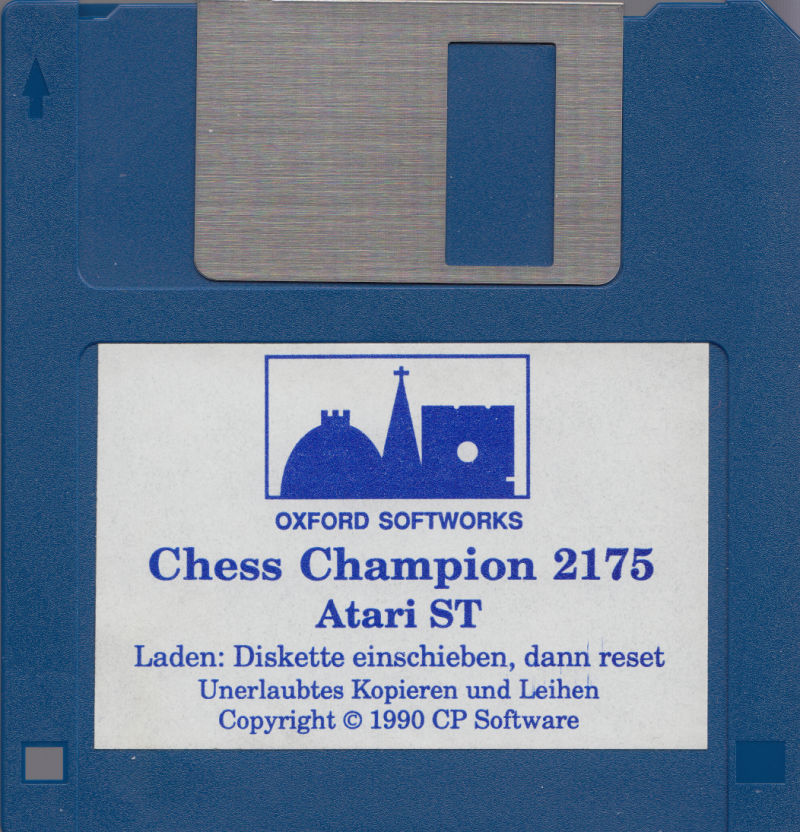 OXFORD SOFTWORKS
Chess Champion 2175
Atari ST
Laden: Diskette einschieben, dann reset
Unerlaubtes Kopieren und Leihen
Copyright © 1990 CP Software